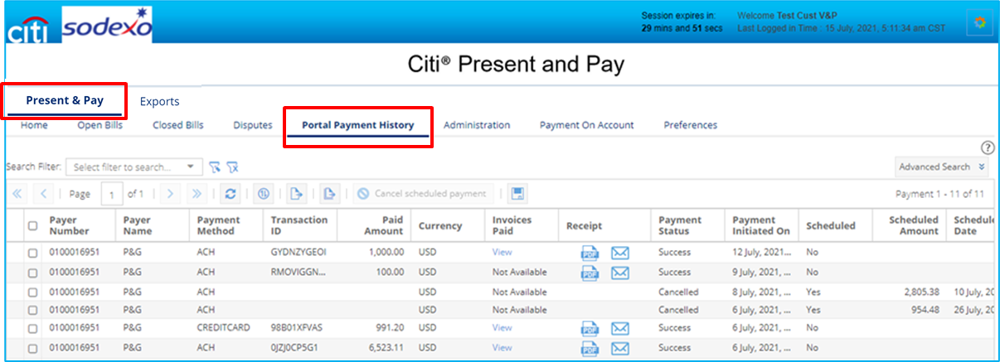 citi sodexo
Session expires in: Welcome Test Cust V&P
29 mins and 51 secs Last Logged in Time : 15 July, 2021, 5:11:34 am CST
Citi® Present and Pay
Present & Pay Exports
Home Open Bills Closed Bills Disputes Portal Payment History Administration Payment On Account Preferences
?
Search Filter: Select filter to search... Advanced Search
Page 1 of 1 Cancel scheduled payment Payment 1 - 11 of 11
Payer Number Payer Name Payment Method Transaction ID Paid Amount Currency Invoices Paid Receipt Payment Status Payment Initiated On Scheduled Scheduled Amount Schedule Date
0100016951 P&G ACH GYDNZYGEOI 1,000.00 USD View PDF Success 12 July, 2021... No
0100016951 P&G ACH RMOVIGGN... 100.00 USD Not Available PDF Success 9 July, 2021, ... No
0100016951 P&G ACH USD Not Available Cancelled 8 July, 2021, ... Yes 2,805.38 10 July, 20
0100016951 P&G ACH USD Not Available Cancelled 6 July, 2021, ... Yes 954.48 26 July, 20
0100016951 P&G CREDITCARD 98B01XFVAS 991.20 USD View PDF Success 6 July, 2021, ... No
0100016951 P&G ACH 0JZJ0CP5G1 6,523.11 USD View PDF Success 6 July, 2021, ... No